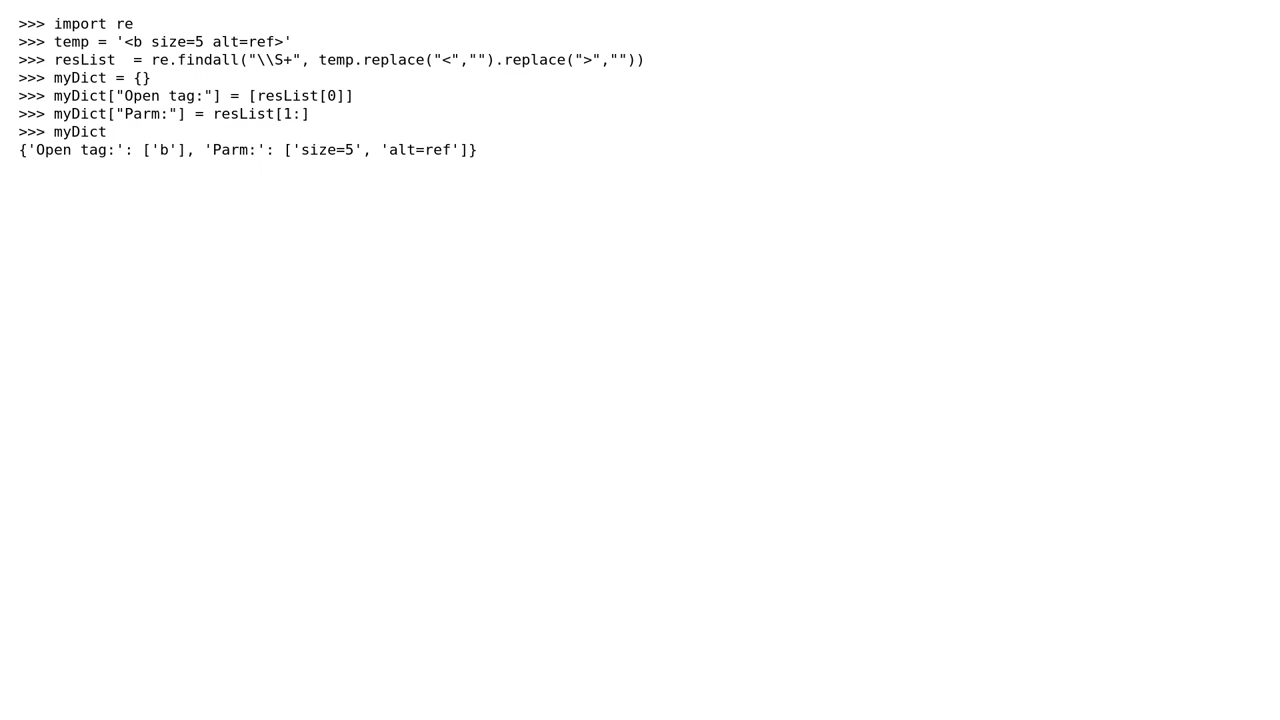 >>> import re
>>> temp = '<b size=5 alt=ref>'
>>> resList  = re.findall("\\S+", temp.replace("<","").replace(">",""))
>>> myDict = {}
>>> myDict["Open tag:"] = [resList[0]]
>>> myDict["Parm:"] = resList[1:]
>>> myDict
{'Open tag:': ['b'], 'Parm:': ['size=5', 'alt=ref']}